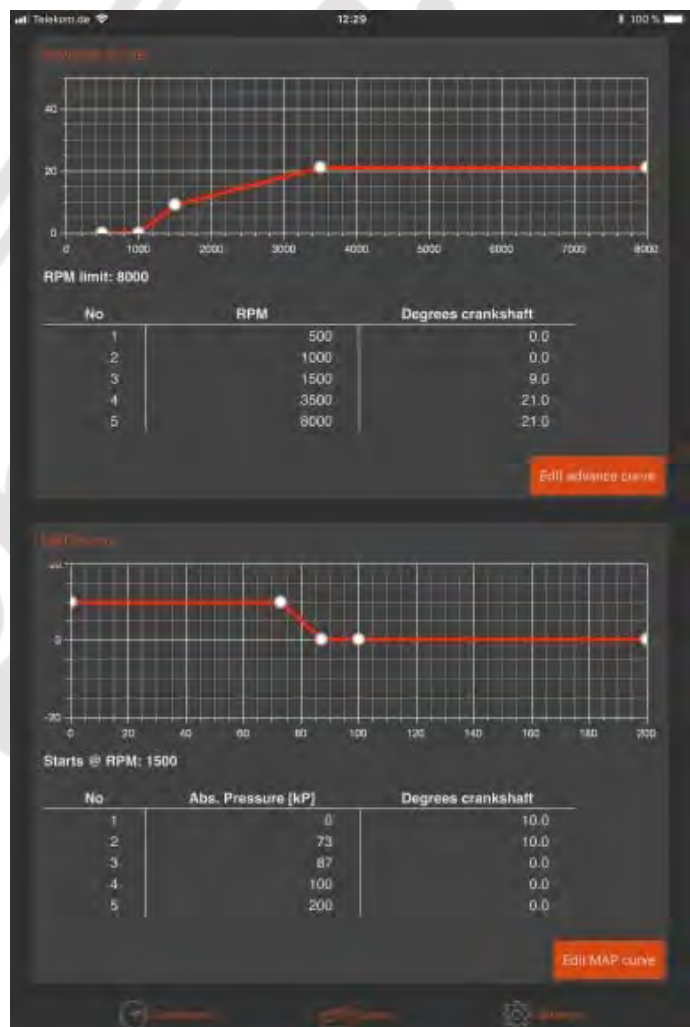 Telekom.de 12:29 100 %
40
20
0
0 1000 2000 3000 4000 5000 6000 7000 8000
RPM limit: 8000
No RPM Degrees crankshaft
1 500 0.0
2 1000 0.0
3 1500 9.0
4 3500 21.0
5 8000 21.0
Edit advance curve
20
0
-20
0 20 40 60 80 100 120 140 160 180 200
Starts @ RPM: 1500
No Abs. Pressure [kP] Degrees crankshaft
1 0 10.0
2 73 10.0
3 87 0.0
4 100 0.0
5 200 0.0
Edit MAP curve